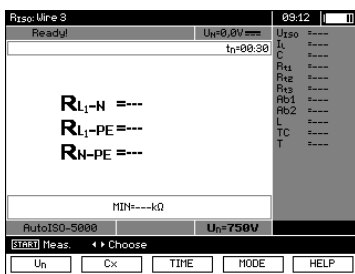 RISO: Wire 3 09:12
Ready! UN=0,0V
tn=00:30
RL1-N =---
RL1-PE =---
RN-PE =---
MIN=---kΩ
UISO =---
IL =---
C =---
Rt1 =---
Rt2 =---
Rt3 =---
Ab1 =---
Ab2 =---
L =---
TC =---
T =---
AutoISO-5000 Un=750V
START Meas. Choose
Un Cx TIME MODE HELP